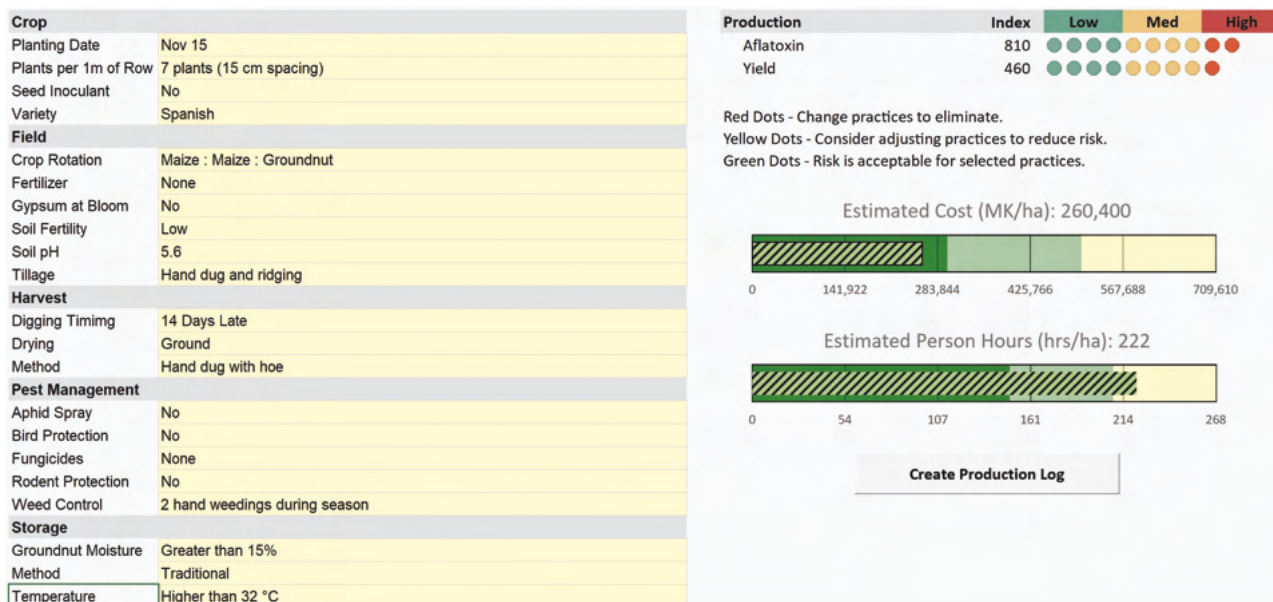 Crop
Planting Date Nov 15
Plants per 1m of Row 7 plants (15 cm spacing)
Seed Inoculant No
Variety Spanish
Field
Crop Rotation Maize : Maize : Groundnut
Fertilizer None
Gypsum at Bloom No
Soil Fertility Low
Soil pH 5.6
Tillage Hand dug and ridging
Harvest
Digging Timimg 14 Days Late
Drying Ground
Method Hand dug with hoe
Pest Management
Aphid Spray No
Bird Protection No
Fungicides None
Rodent Protection No
Weed Control 2 hand weedings during season
Storage
Groundnut Moisture Greater than 15%
Method Traditional
Temperature Higher than 32 °C
Production Index Low Med High
Aflatoxin 810
Yield 460
Red Dots - Change practices to eliminate.
Yellow Dots - Consider adjusting practices to reduce risk.
Green Dots - Risk is acceptable for selected practices.
Estimated Cost (MK/ha): 260,400
0 141,922 283,844 425,766 567,688 709,610
Estimated Person Hours (hrs/ha): 222
0 54 107 161 214 268
Create Production Log